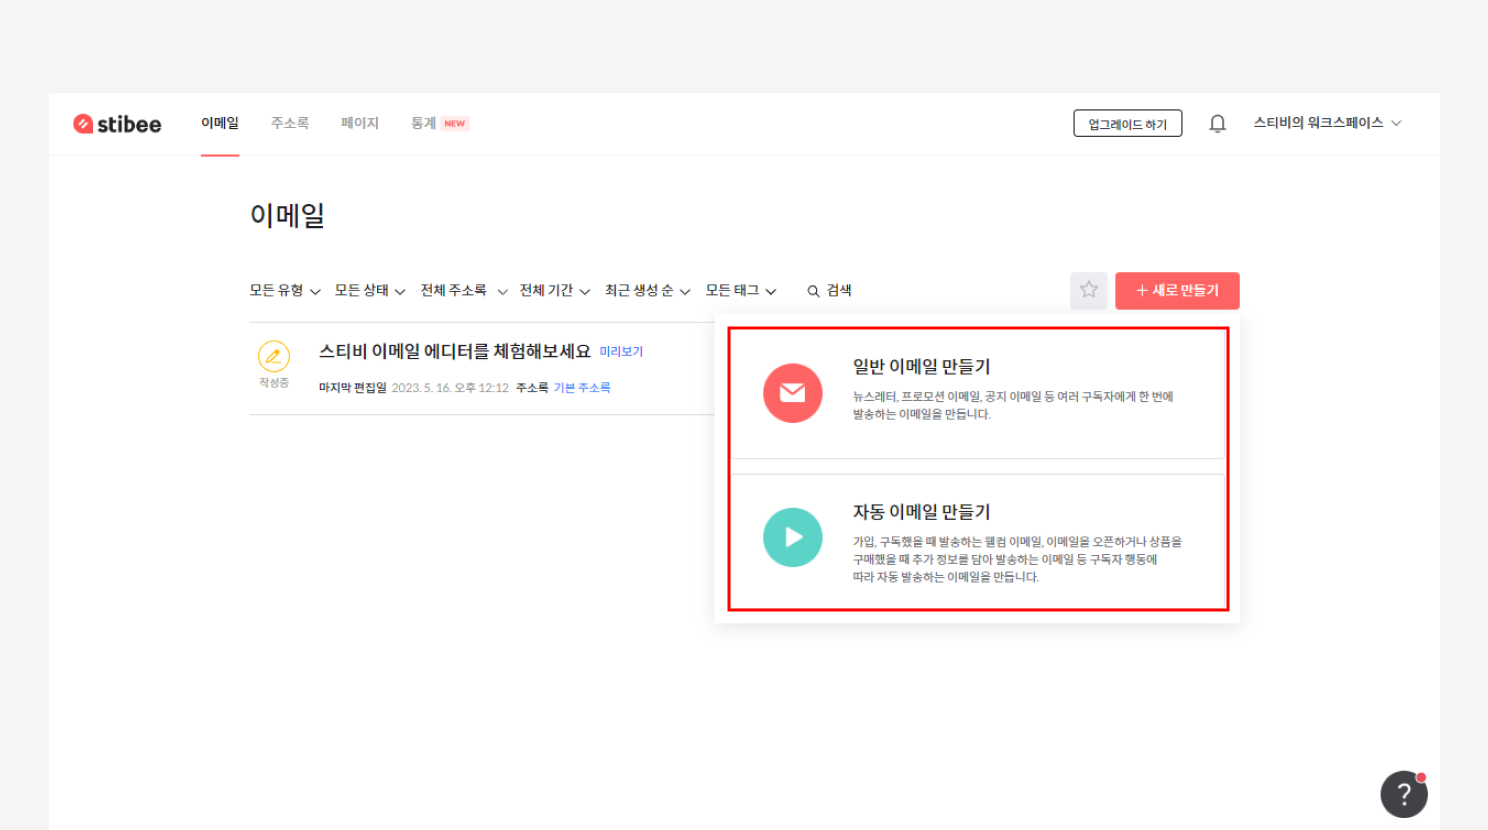 stibee 이메일 주소록 페이지 통계 NEW 업그레이드 하기 스티비의 워크스페이스
이메일
모든 유형 모든 상태 전체 주소록 전체 기간 최근 생성 순 모든 태그 검색 + 새로 만들기
스티비 이메일 에디터를 체험해보세요 미리보기
작성중
마지막 편집일 2023. 5. 16. 오후 12:12 주소록 기본 주소록
일반 이메일 만들기
뉴스레터, 프로모션 이메일, 공지 이메일 등 여러 구독자에게 한 번에
발송하는 이메일을 만듭니다.
자동 이메일 만들기
가입, 구독했을 때 발송하는 웰컴 이메일, 이메일을 오픈하거나 상품을
구매했을 때 추가 정보를 담아 발송하는 이메일 등 구독자 행동에
따라 자동 발송하는 이메일을 만듭니다.
?